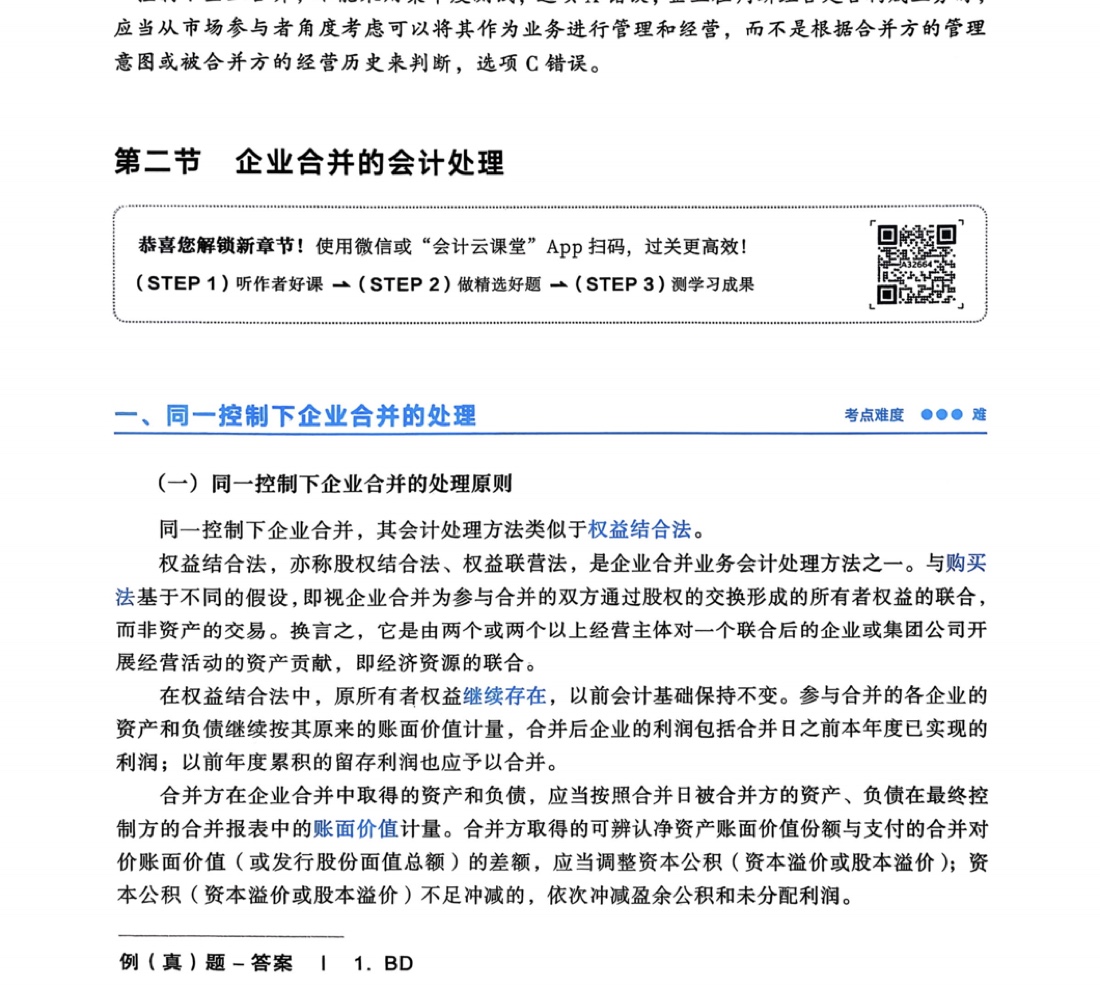 应当从市场参与者角度考虑可以将其作为业务进行管理和经营，而不是根据合并方的管理
意图或被合并方的经营历史来判断，选项 C 错误。
第二节 企业合并的会计处理
恭喜您解锁新章节！使用微信或“会计云课堂”App 扫码，过关更高效！
（STEP 1）听作者好课 ⇀（STEP 2）做精选好题 ⇀（STEP 3）测学习成果
A32664
一、同一控制下企业合并的处理 考点难度 ●●● 难
（一）同一控制下企业合并的处理原则
同一控制下企业合并，其会计处理方法类似于权益结合法。
权益结合法，亦称股权结合法、权益联营法，是企业合并业务会计处理方法之一。与购买
法基于不同的假设，即视企业合并为参与合并的双方通过股权的交换形成的所有者权益的联合，
而非资产的交易。换言之，它是由两个或两个以上经营主体对一个联合后的企业或集团公司开
展经营活动的资产贡献，即经济资源的联合。
在权益结合法中，原所有者权益继续存在，以前会计基础保持不变。参与合并的各企业的
资产和负债继续按其原来的账面价值计量，合并后企业的利润包括合并日之前本年度已实现的
利润；以前年度累积的留存利润也应予以合并。
合并方在企业合并中取得的资产和负债，应当按照合并日被合并方的资产、负债在最终控
制方的合并报表中的账面价值计量。合并方取得的可辨认净资产账面价值份额与支付的合并对
价账面价值（或发行股份面值总额）的差额，应当调整资本公积（资本溢价或股本溢价）；资
本公积（资本溢价或股本溢价）不足冲减的，依次冲减盈余公积和未分配利润。
例（真）题 – 答案 | 1. BD